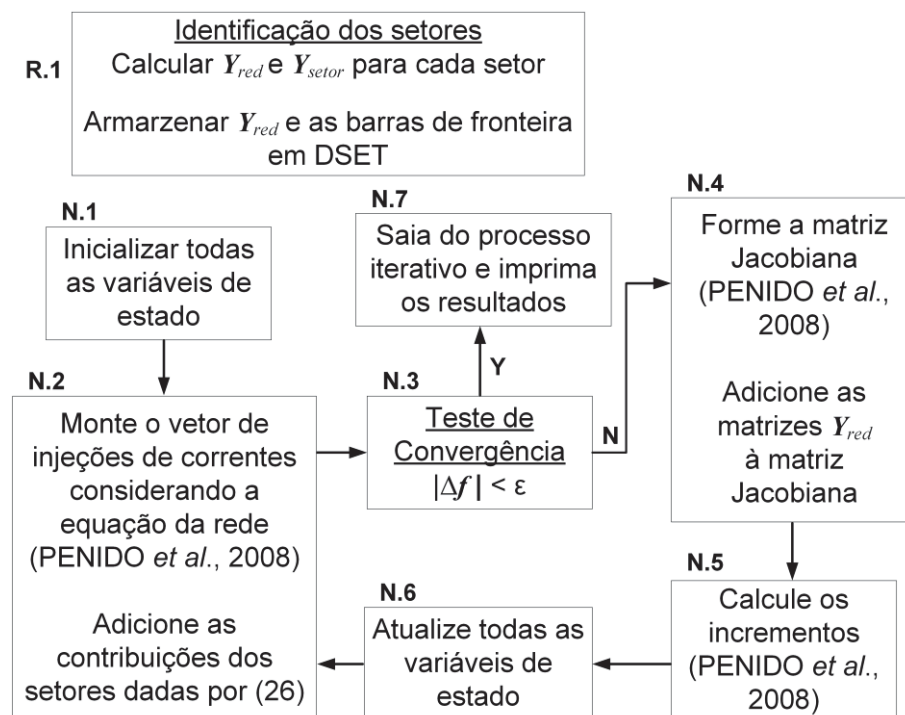 R.1
Identificação dos setores
Calcular Y_red e Y_setor para cada setor
Armarzenar Y_red e as barras de fronteira
em DSET
N.1
Inicializar todas
as variáveis de
estado
N.2
Monte o vetor de
injeções de correntes
considerando a
equação da rede
(PENIDO et al., 2008)
Adicione as
contribuições dos
setores dadas por (26)
N.3
Teste de
Convergência
|Δf| < ε
Y
N
N.7
Saia do processo
iterativo e imprima
os resultados
N.4
Forme a matriz
Jacobiana
(PENIDO et al.,
2008)
Adicione as
matrizes Y_red
à matriz
Jacobiana
N.5
Calcule os
incrementos
(PENIDO et al.,
2008)
N.6
Atualize todas as
variáveis de
estado